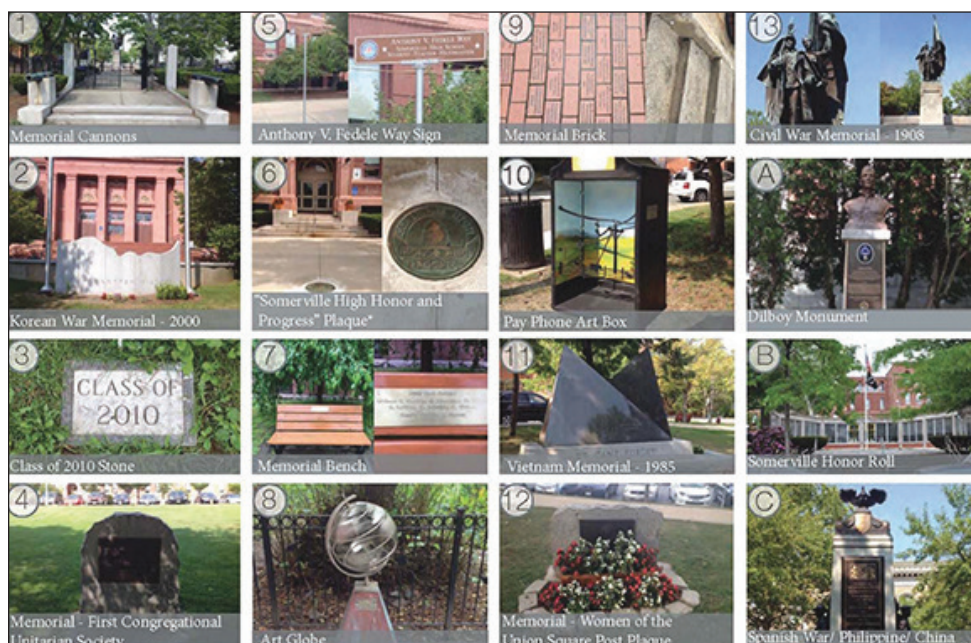 1
Memorial Cannons
5
ANTHONY V. FEDELE WAY
SOMERVILLE HIGH SCHOOL
Anthony V. Fedele Way Sign
9
Memorial Brick
13
Civil War Memorial - 1908
2
Korean War Memorial - 2000
6
"Somerville High Honor and
Progress" Plaque*
10
Pay Phone Art Box
A
Dilboy Monument
3
CLASS OF
2010
Class of 2010 Stone
7
Memorial Bench
11
Vietnam Memorial - 1985
B
Somerville Honor Roll
4
Memorial - First Congregational
Unitarian Society
8
Art Globe
12
Memorial - Women of the
Union Square Post Plaque
C
Spanish War/ Philippine/ China